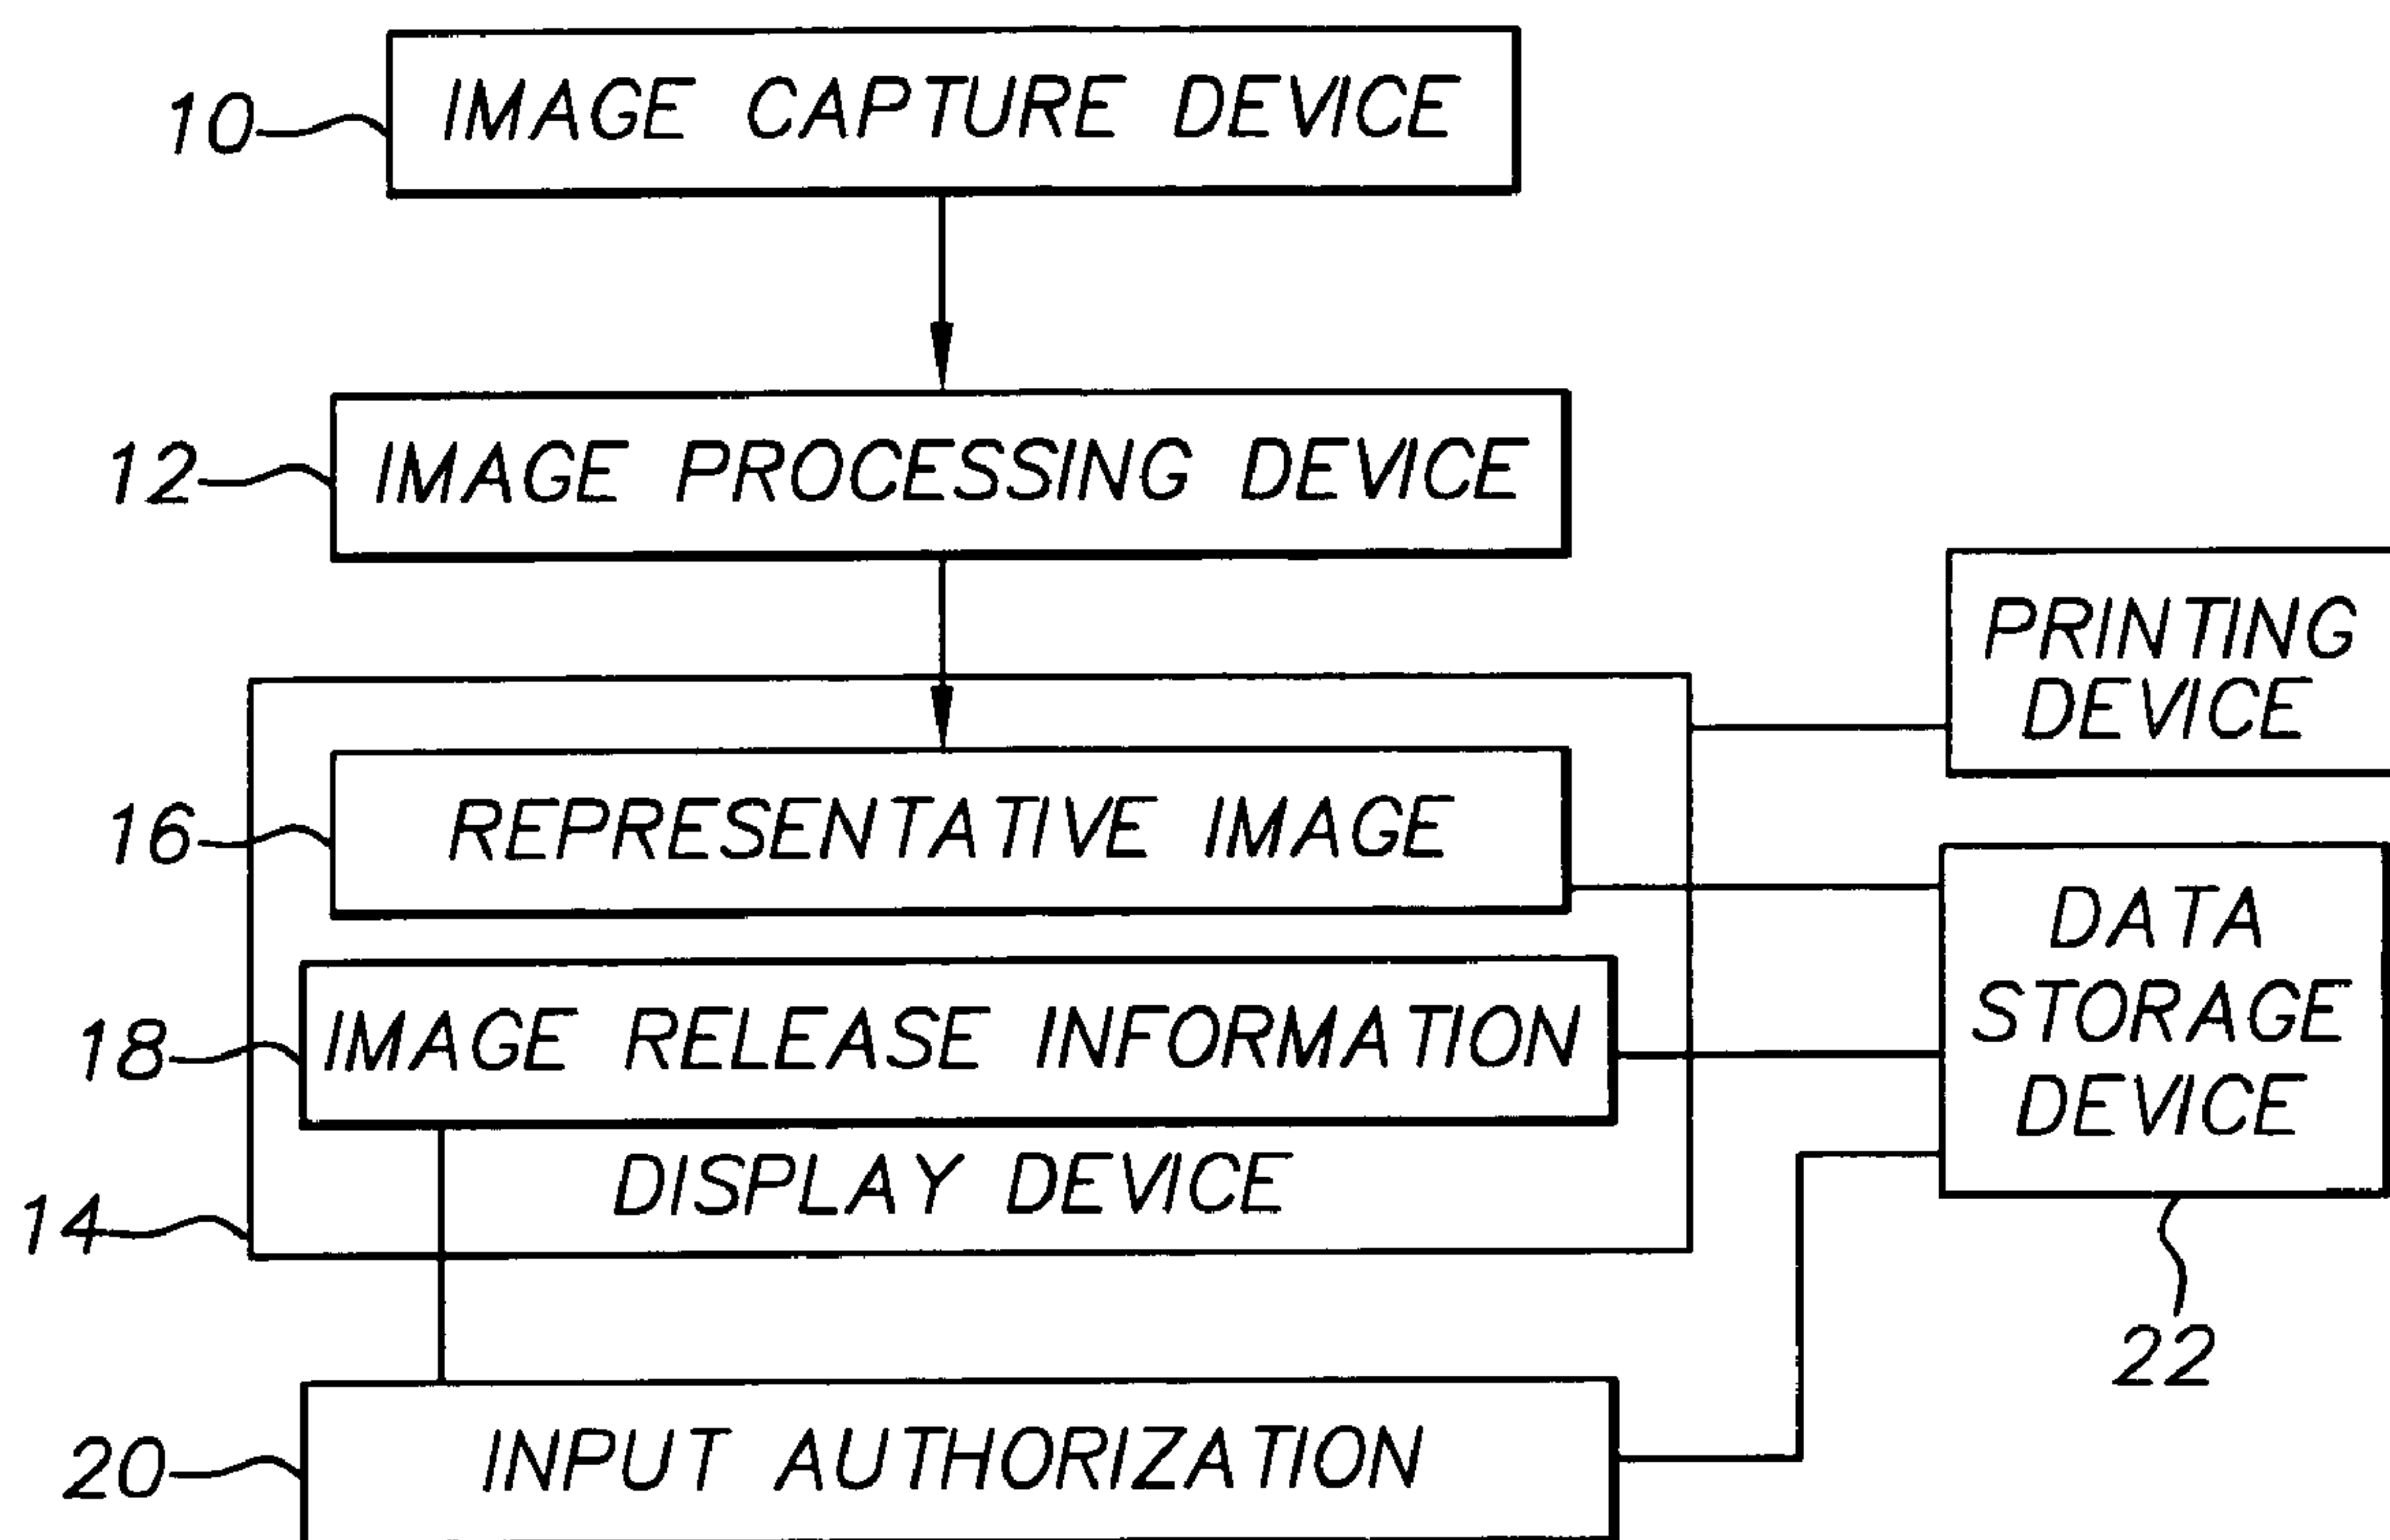 10
IMAGE CAPTURE DEVICE
12
IMAGE PROCESSING DEVICE
PRINTING
DEVICE
16
REPRESENTATIVE IMAGE
DATA
STORAGE
DEVICE
18
IMAGE RELEASE INFORMATION
14
DISPLAY DEVICE
22
20
INPUT AUTHORIZATION